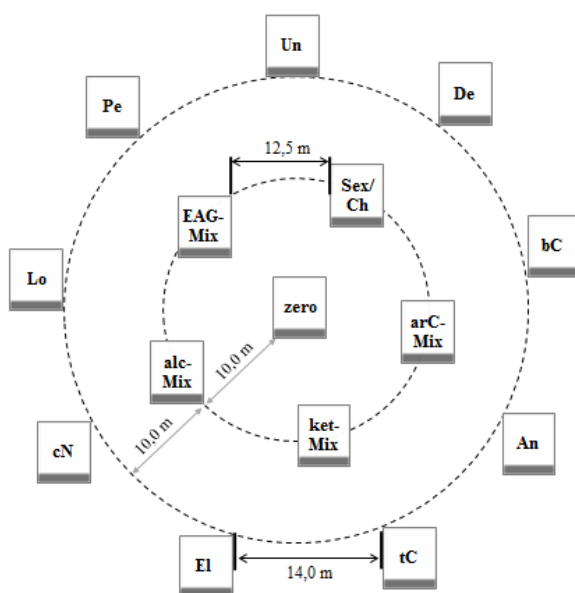 Un
Pe
De
12,5 m
Sex/
Ch
EAG-
Mix
bC
Lo
zero
arC-
Mix
alc-
Mix
10,0 m
10,0 m
ket-
Mix
cN
An
El
14,0 m
tC